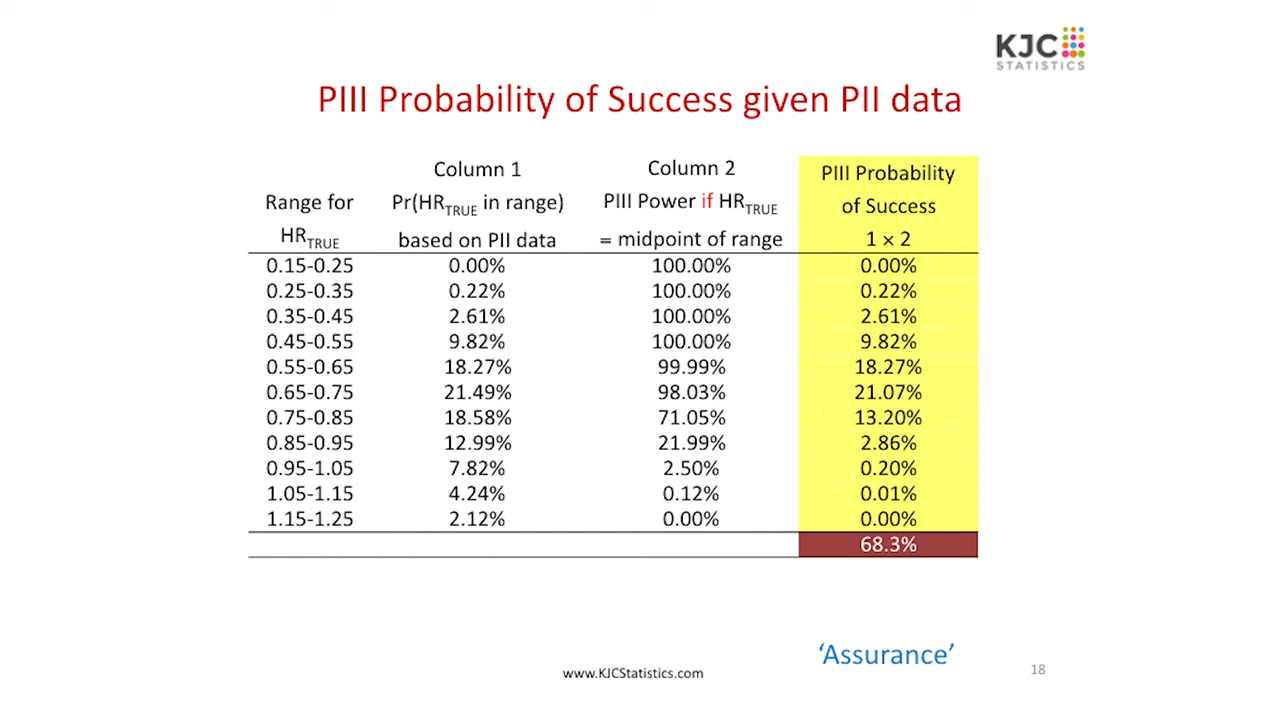 KJC
STATISTICS
PIII Probability of Success given PII data
Range for HR_TRUE | Column 1 Pr(HR_TRUE in range) based on PII data | Column 2 PIII Power if HR_TRUE = midpoint of range | PIII Probability of Success 1 × 2
0.15-0.25 0.00% 100.00% 0.00%
0.25-0.35 0.22% 100.00% 0.22%
0.35-0.45 2.61% 100.00% 2.61%
0.45-0.55 9.82% 100.00% 9.82%
0.55-0.65 18.27% 99.99% 18.27%
0.65-0.75 21.49% 98.03% 21.07%
0.75-0.85 18.58% 71.05% 13.20%
0.85-0.95 12.99% 21.99% 2.86%
0.95-1.05 7.82% 2.50% 0.20%
1.05-1.15 4.24% 0.12% 0.01%
1.15-1.25 2.12% 0.00% 0.00%
68.3%
‘Assurance’
www.KJCStatistics.com
18